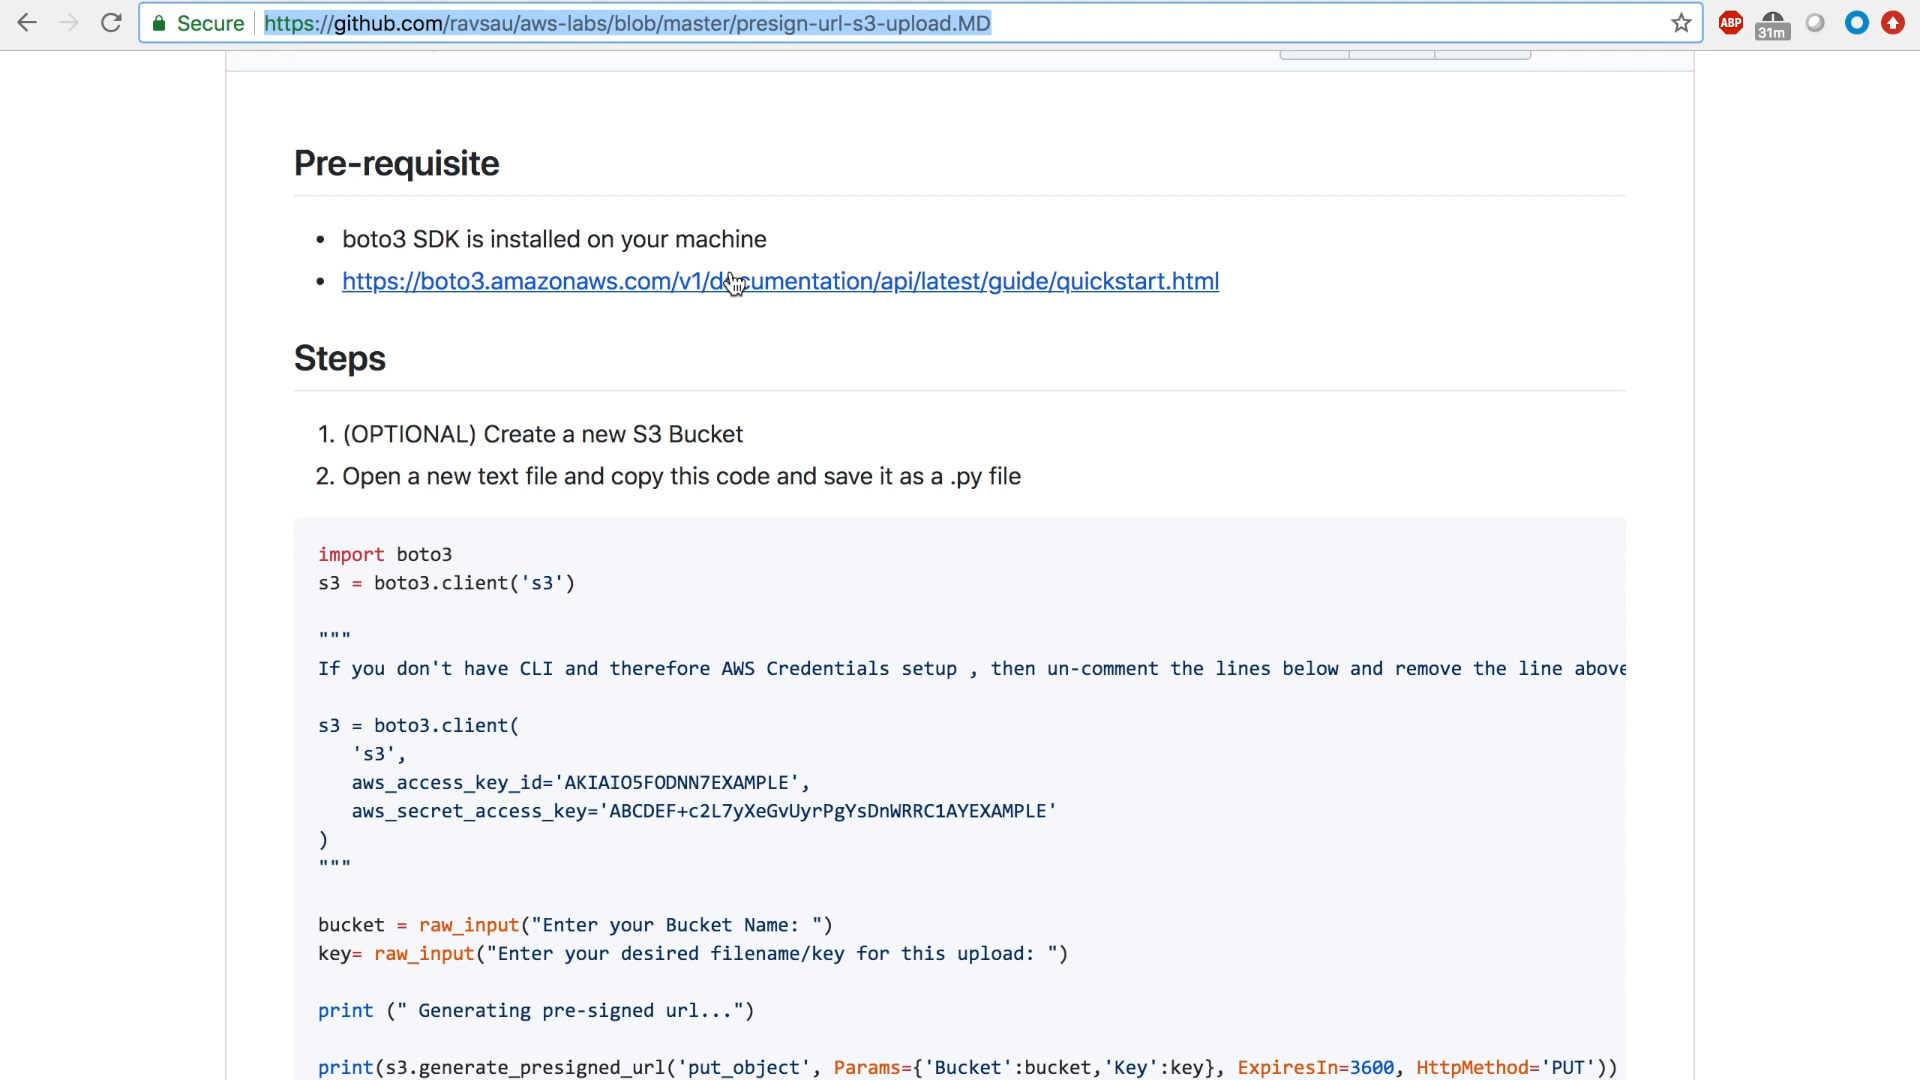 Secure https://github.com/ravsau/aws-labs/blob/master/presign-url-s3-upload.MD ABP 31m
Pre-requisite
• boto3 SDK is installed on your machine
• https://boto3.amazonaws.com/v1/documentation/api/latest/guide/quickstart.html
Steps
1. (OPTIONAL) Create a new S3 Bucket
2. Open a new text file and copy this code and save it as a .py file
import boto3
s3 = boto3.client('s3')
"""
If you don't have CLI and therefore AWS Credentials setup , then un-comment the lines below and remove the line above
s3 = boto3.client(
's3',
aws_access_key_id='AKIAIO5FODNN7EXAMPLE',
aws_secret_access_key='ABCDEF+c2L7yXeGvUyrPgYsDnWRRC1AYEXAMPLE'
)
"""
bucket = raw_input("Enter your Bucket Name: ")
key= raw_input("Enter your desired filename/key for this upload: ")
print (" Generating pre-signed url...")
print(s3.generate_presigned_url('put_object', Params={'Bucket':bucket,'Key':key}, ExpiresIn=3600, HttpMethod='PUT'))